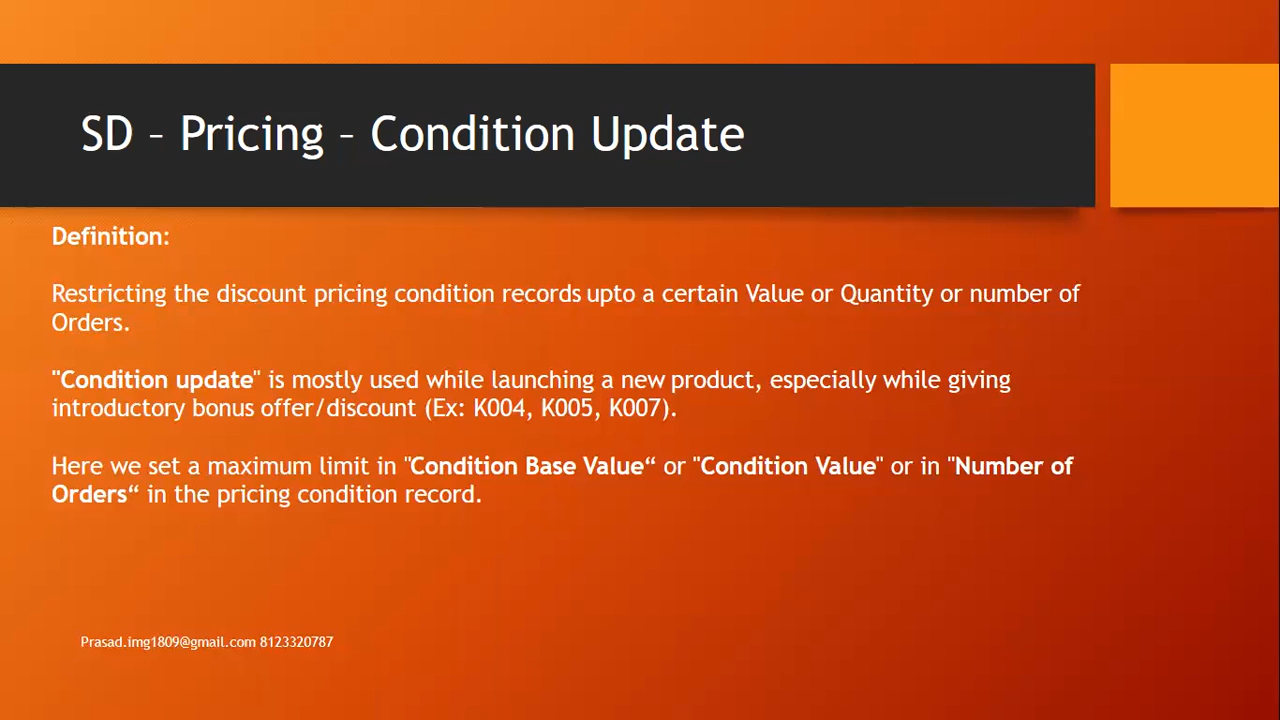 SD – Pricing – Condition Update
Definition:
Restricting the discount pricing condition records upto a certain Value or Quantity or number of
Orders.
"Condition update" is mostly used while launching a new product, especially while giving
introductory bonus offer/discount (Ex: K004, K005, K007).
Here we set a maximum limit in "Condition Base Value“ or "Condition Value" or in "Number of
Orders“ in the pricing condition record.
Prasad.img1809@gmail.com 8123320787